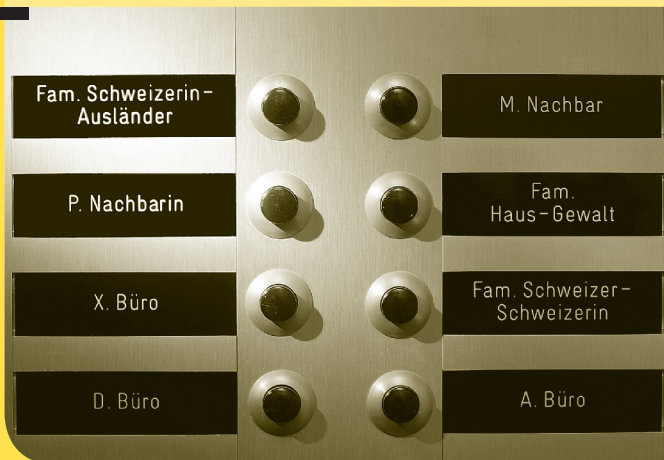 Fam. Schweizerin-
Ausländer
P. Nachbarin
X. Büro
D. Büro
M. Nachbar
Fam.
Haus-Gewalt
Fam. Schweizer-
Schweizerin
A. Büro